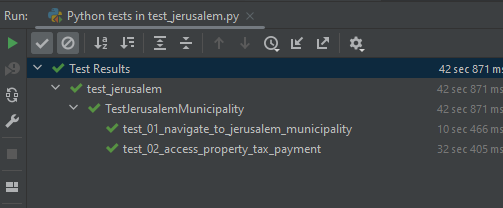 Run: Python tests in test_jerusalem.py
Test Results 42 sec 871 ms
test_jerusalem 42 sec 871 ms
TestJerusalemMunicipality 42 sec 871 ms
test_01_navigate_to_jerusalem_municipality 10 sec 466 ms
test_02_access_property_tax_payment 32 sec 405 ms